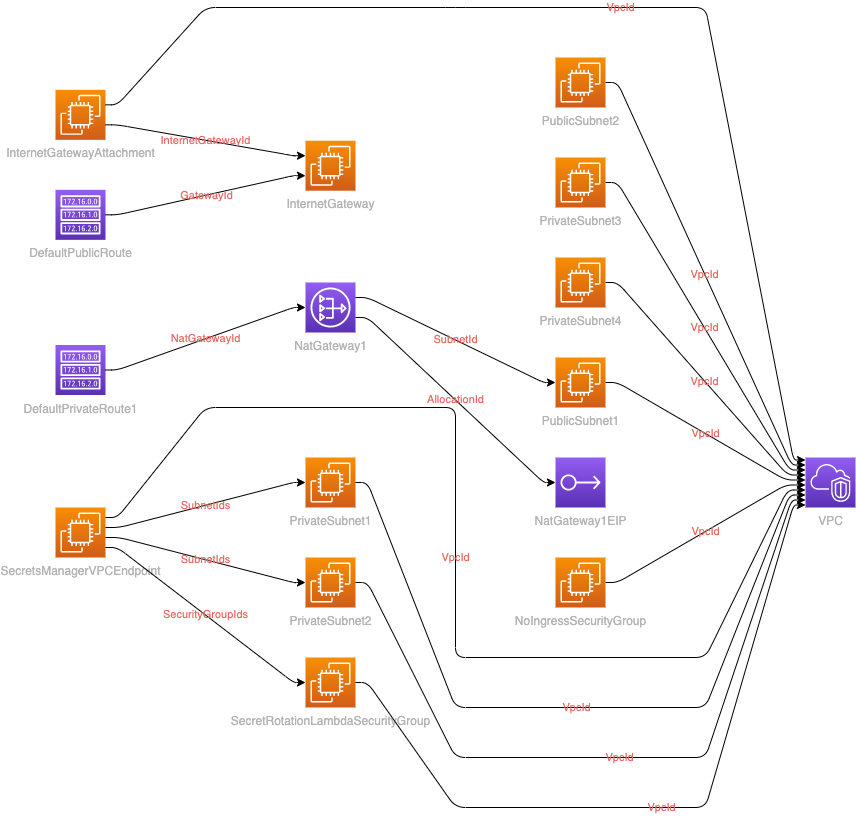 VpcId
PublicSubnet2
InternetGatewayAttachment
InternetGatewayId
PrivateSubnet3
GatewayId
InternetGateway
172.16.0.0
172.16.1.0
172.16.2.0
DefaultPublicRoute
VpcId
PrivateSubnet4
VpcId
NatGatewayId
NatGateway1
SubnetId
172.16.0.0
172.16.1.0
172.16.2.0
DefaultPrivateRoute1
VpcId
AllocationId
PublicSubnet1
VpcId
SubnetIds
PrivateSubnet1
NatGateway1EIP
VPC
VpcId
SecretsManagerVPCEndpoint
SubnetIds
VpcId
SecurityGroupIds
PrivateSubnet2
NoIngressSecurityGroup
SecretRotationLambdaSecurityGroup
VpcId
VpcId
VpcId